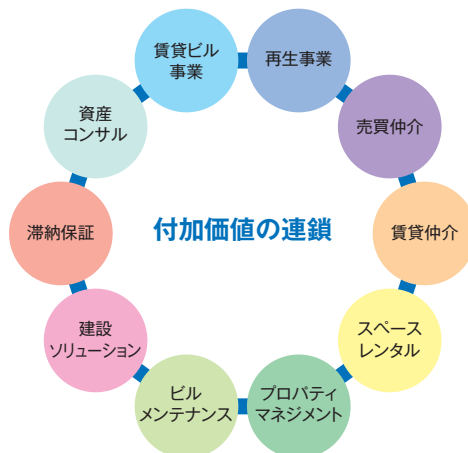 賃貸ビル
事業
再生事業
資産
コンサル
売買仲介
滞納保証
付加価値の連鎖
賃貸仲介
建設
ソリューション
スペース
レンタル
ビル
メンテナンス
プロパティ
マネジメント